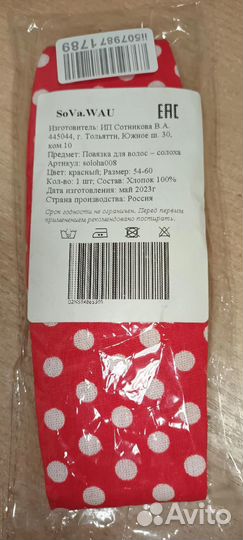 ii5079871789
SoVa.WAU
EAC
Изготовитель: ИП Сотникова В.А.
445044, г. Тольятти, Южное ш. 30,
ком 10
Предмет: Повязка для волос – солоха
Артикул: soloha008
Цвет: красный; Размер: 54-60
Кол-во: 1 шт; Состав: Хлопок 100%
Дата изготовления: май 2023г
Страна производства: Россия
Срок годности не ограничен. Перед первым
применением рекомендовано постирать.
Avito